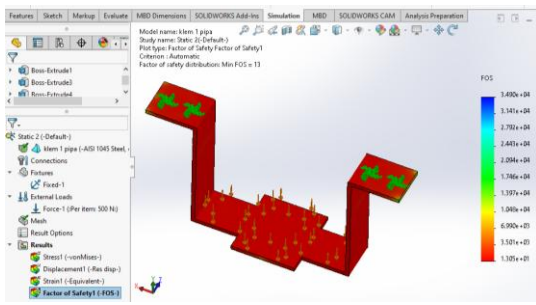 Features Sketch Markup Evaluate MBD Dimensions SOLIDWORKS Add-Ins Simulation MBD SOLIDWORKS CAM Analysis Preparation
Model name: klem 1 pipa
Study name: Static 2(-Default-)
Plot type: Factor of Safety Factor of Safety1
Criterion : Automatic
Factor of safety distribution: Min FOS = 13
Boss-Extrude1
Boss-Extrude3
Boss-Extrude4
Static 2 (-Default-)
klem 1 pipa (-AISI 1045 Steel,
Connections
Fixtures
Fixed-1
External Loads
Force-1 (:Per item: 500 N:)
Mesh
Result Options
Results
Stress1 (-vonMises-)
Displacement1 (-Res disp-)
Strain1 (-Equivalent-)
Factor of Safety1 (-FOS-)
FOS
3.490e+04
3.141e+04
2.792e+04
2.443e+04
2.094e+04
1.746e+04
1.397e+04
1.048e+04
6.990e+03
3.501e+03
1.305e+01